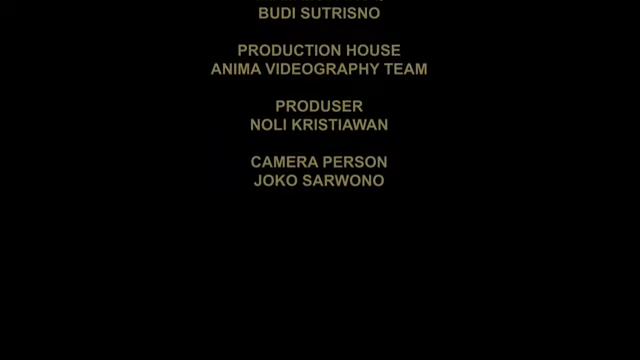 BUDI SUTRISNO
PRODUCTION HOUSE
ANIMA VIDEOGRAPHY TEAM
PRODUSER
NOLI KRISTIAWAN
CAMERA PERSON
JOKO SARWONO